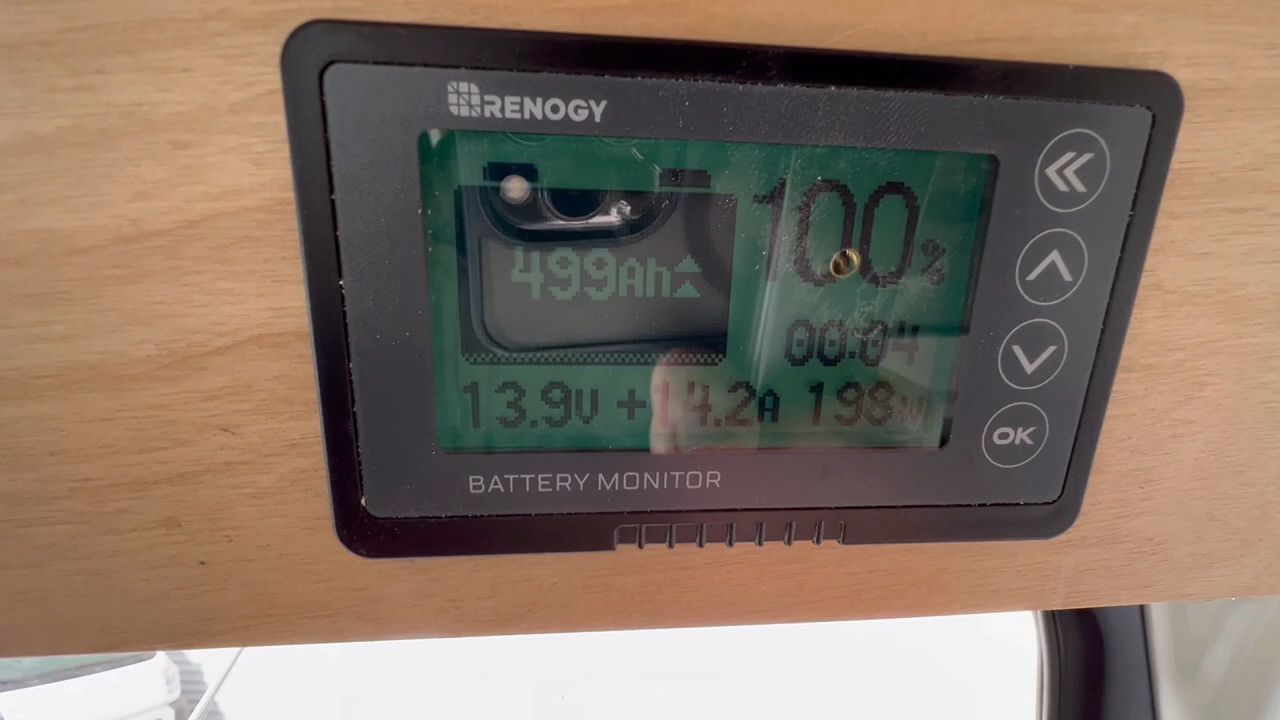 RENOGY
499Ah
100%
00:04
13.9V +14.2A 198W
OK
BATTERY MONITOR